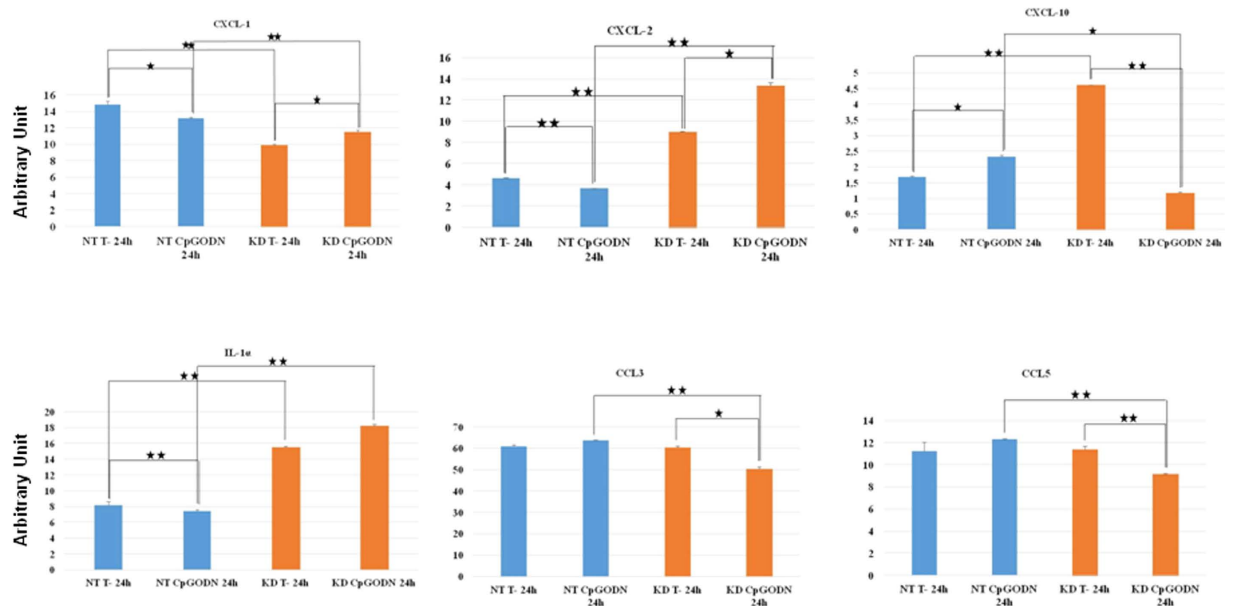 CXCL-1
Arbitrary Unit
16
14
12
10
8
6
4
2
0
NT T- 24h
NT CpGODN
24h
KD T- 24h
KD CpGODN
24h
CXCL-2
16
14
12
10
8
6
4
2
0
NT T- 24h
NT CpGODN
24h
KD T- 24h
KD CpGODN
24h
CXCL-10
5
4.5
4
3.5
3
2.5
2
1.5
1
0.5
0
NT T- 24h
NT CpGODN 24h
KD T- 24h
KD CpGODN 24h
IL-1α
Arbitrary Unit
20
18
16
14
12
10
8
6
4
2
0
NT T- 24h
NT CpGODN 24h
KD T- 24h
KD CpGODN 24h
CCL3
70
60
50
40
30
20
10
0
NT T- 24h
NT CpGODN
24h
KD T- 24h
KD CpGODN
24h
CCL5
14
12
10
8
6
4
2
0
NT T- 24h
NT CpGODN
24h
KD T- 24h
KD CpGODN
24h